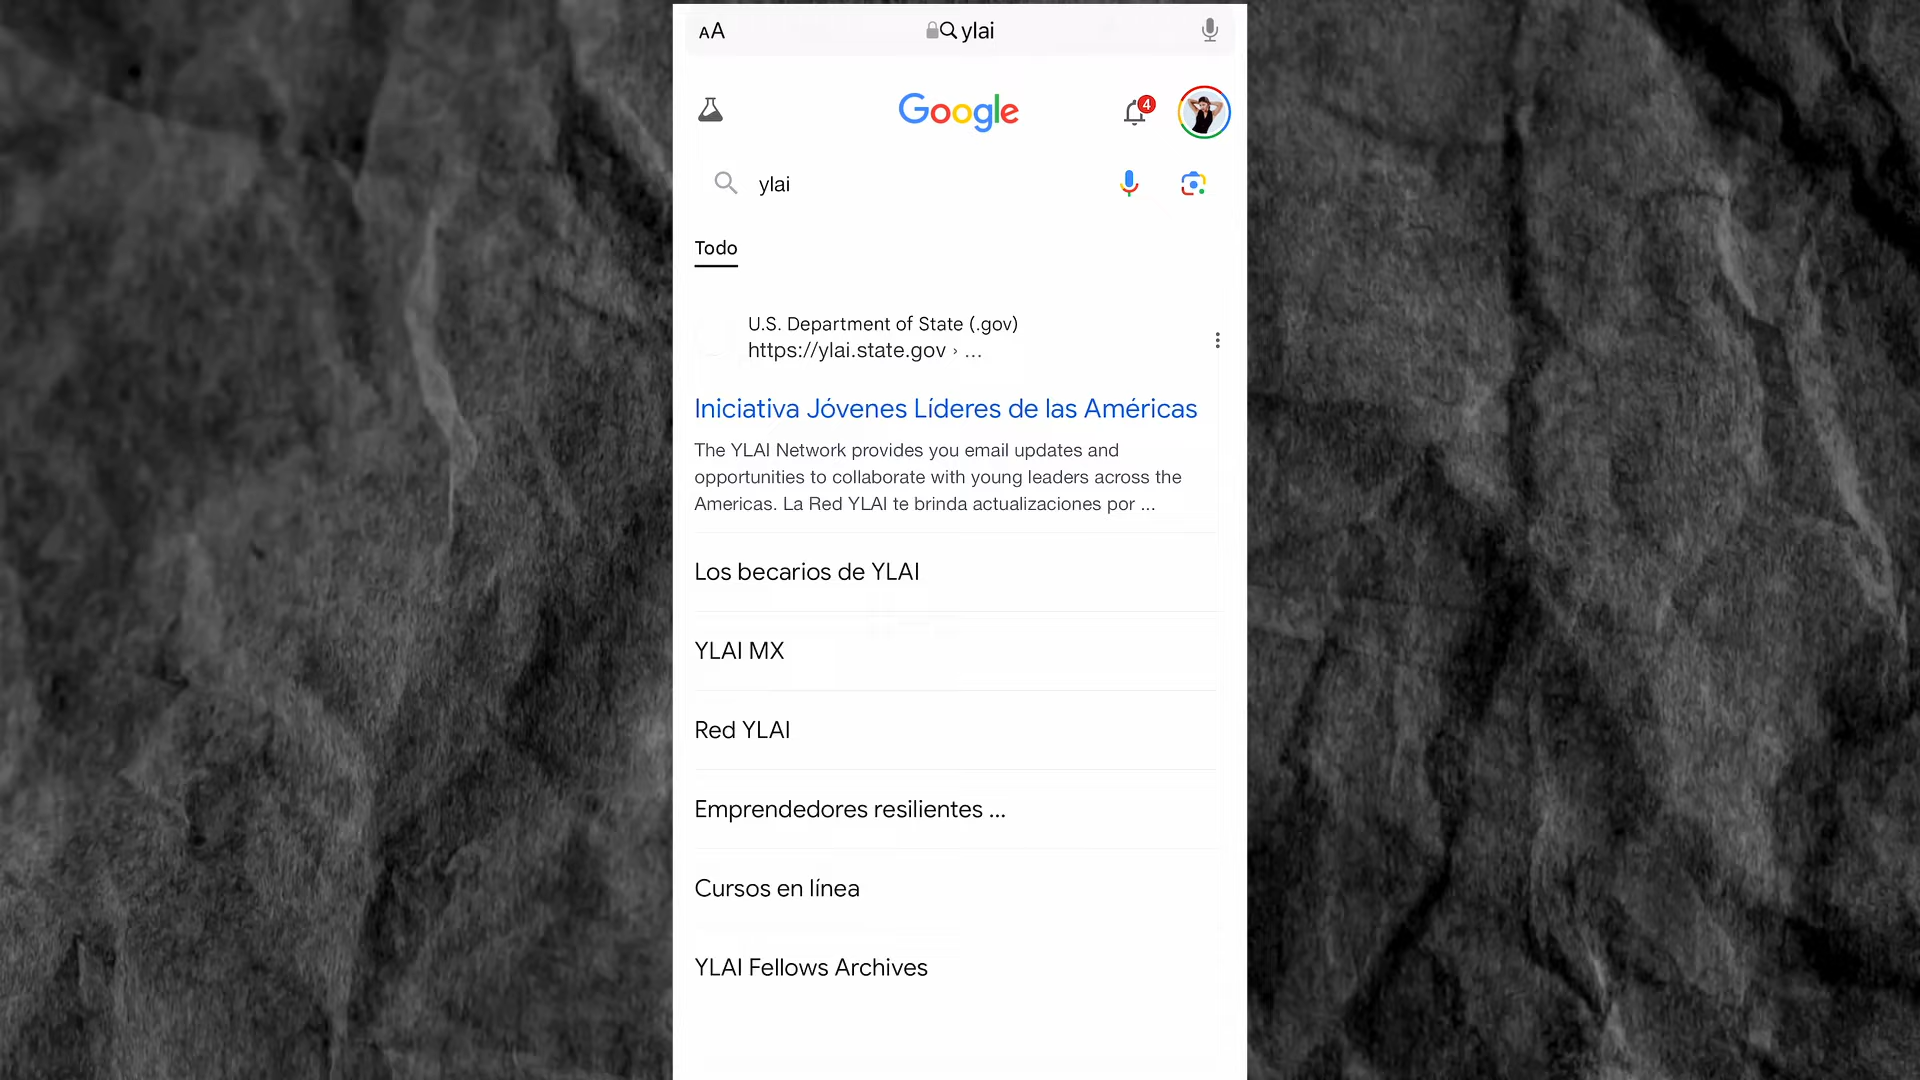 AA
ylai
Google
4
ylai
Todo
U.S. Department of State (.gov)
https://ylai.state.gov › ...
Iniciativa Jóvenes Líderes de las Américas
The YLAI Network provides you email updates and
opportunities to collaborate with young leaders across the
Americas. La Red YLAI te brinda actualizaciones por ...
Los becarios de YLAI
YLAI MX
Red YLAI
Emprendedores resilientes ...
Cursos en línea
YLAI Fellows Archives